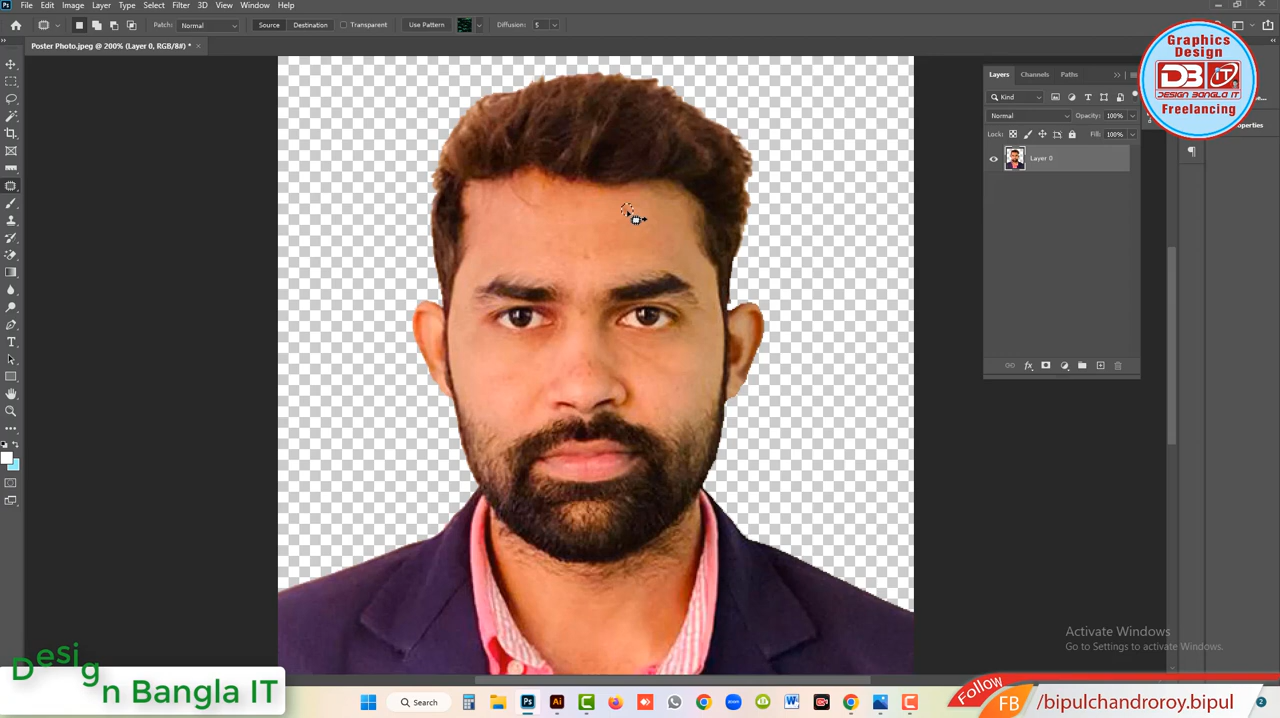 File Edit Image Layer Type Select Filter 3D View Window Help
Patch: Normal Source Destination Transparent Use Pattern Diffusion: 5
Poster Photo.jpeg @ 200% (Layer 0, RGB/8#) * ×
Graphics
Design
DB iT
DESIGN BANGLA IT
Freelancing
Layers Channels Paths
Kind
Normal Opacity: 100%
Lock: Fill: 100%
Layer 0
Activate Windows
Go to Settings to activate Windows.
Design Bangla IT
Search
Follow
FB /bipulchandroroy.bipul